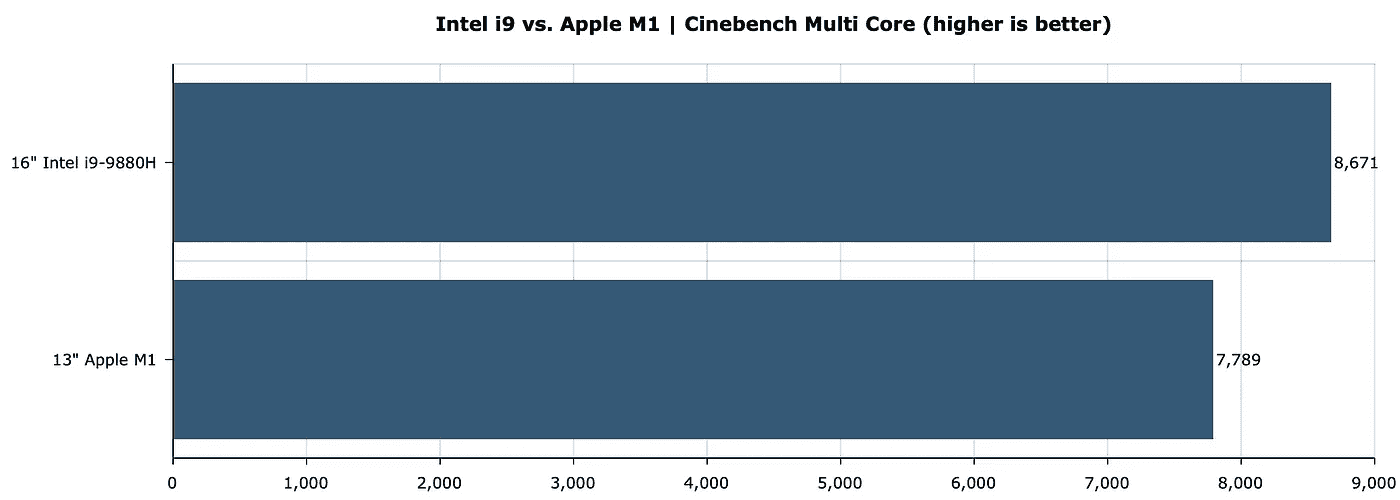 Intel i9 vs. Apple M1 | Cinebench Multi Core (higher is better)
16" Intel i9-9880H
8,671
13" Apple M1
7,789
0 1,000 2,000 3,000 4,000 5,000 6,000 7,000 8,000 9,000